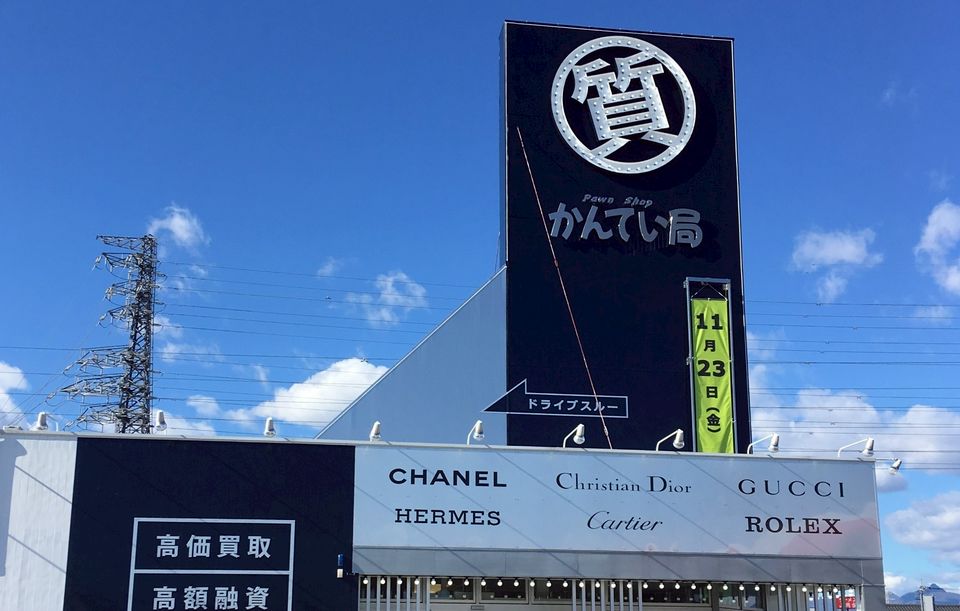 質
Pawn Shop
かんてい局
11
月
23
日
(金)
ドライブスルー
CHANEL Christian Dior GUCCI
HERMES Cartier ROLEX
高価買取
高額融資